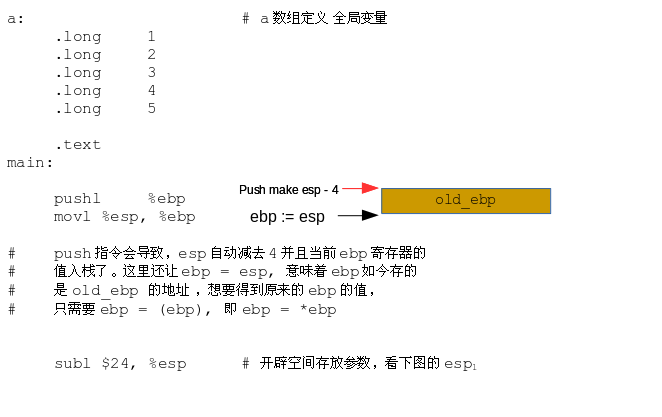 a: # a 数组定义 全局变量
.long 1
.long 2
.long 3
.long 4
.long 5
.text
main:
pushl %ebp
movl %esp, %ebp
Push make esp - 4
ebp := esp
old_ebp
# push 指令会导致，esp 自动减去 4 并且当前 ebp 寄存器的
# 值入栈了。这里还让 ebp = esp, 意味着 ebp 如今存的
# 是 old_ebp 的地址，想要得到原来的 ebp 的值，
# 只需要 ebp = (ebp), 即 ebp = *ebp
subl $24, %esp # 开辟空间存放参数，看下图的 esp₁